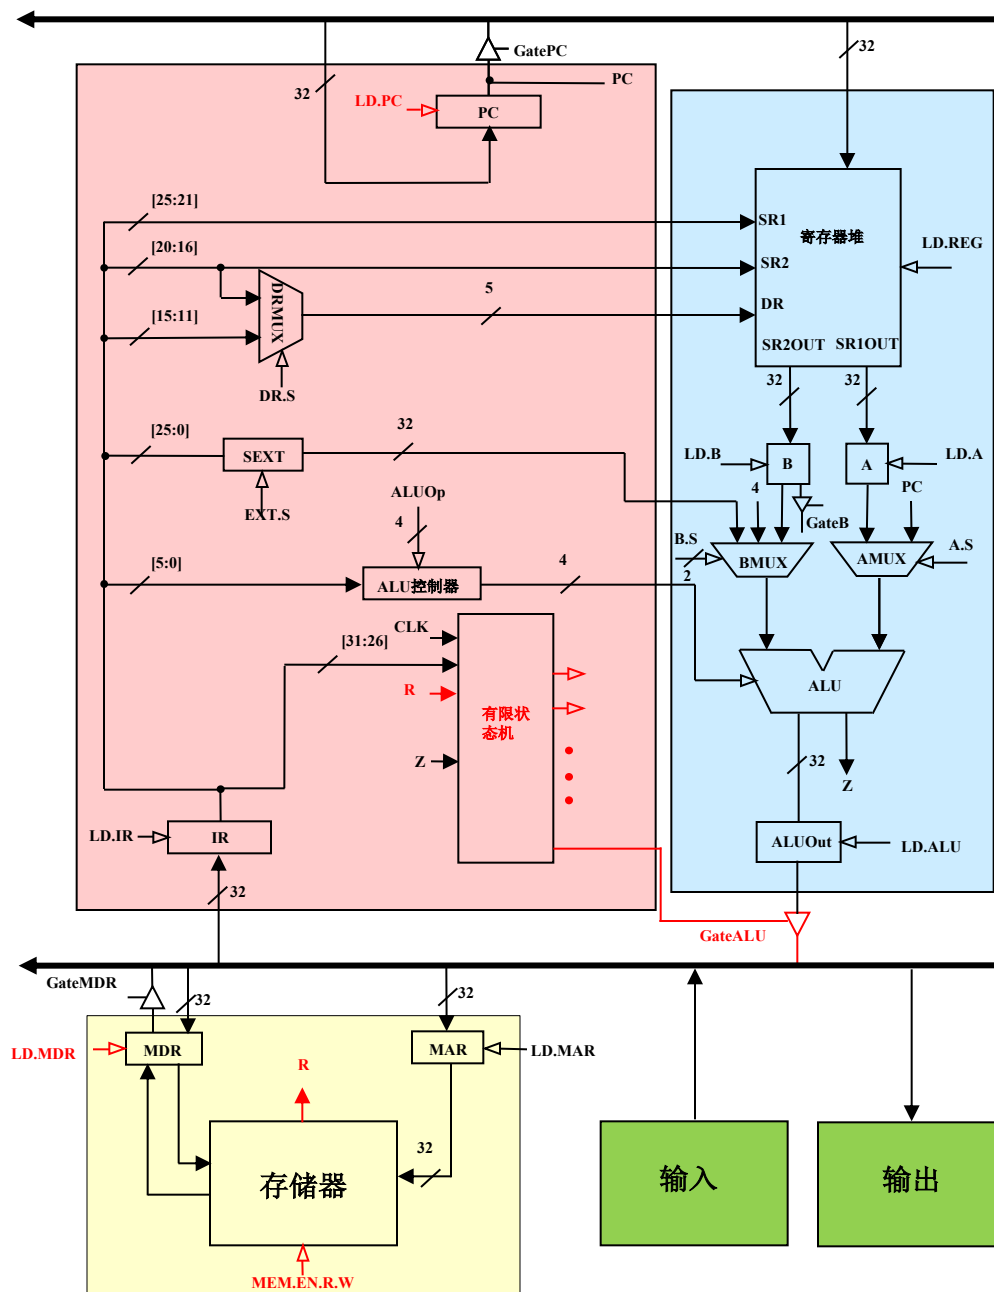 32
GatePC
32
PC
LD.PC
PC
[25:21]
SR1
寄存器堆
LD.REG
[20:16]
SR2
DRMUX
5
DR
[15:11]
SR2OUT
SR1OUT
DR.S
32
32
[25:0]
32
SEXT
LD.B
B
A
LD.A
EXT.S
ALUOp
4
PC
4
GateB
B.S
2
BMUX
AMUX
A.S
[5:0]
ALU控制器
4
CLK
[31:26]
R
ALU
有限状
态机
Z
32
Z
LD.IR
IR
ALUOut
LD.ALU
32
GateALU
GateMDR
32
32
LD.MDR
MDR
MAR
LD.MAR
R
32
存储器
输入
输出
MEM.EN.R.W